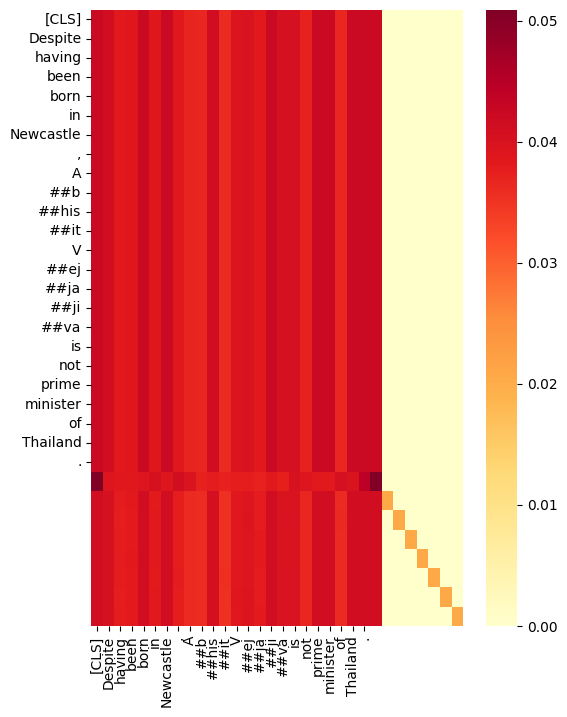 [CLS]
Despite
having
been
born
in
Newcastle
,
A
##b
##his
##it
V
##ej
##ja
##ji
##va
is
not
prime
minister
of
Thailand
.
0.05
0.04
0.03
0.02
0.01
0.00
[CLS]
Despite
having
been
born
in
Newcastle
,
A
##b
##his
##it
V
##ej
##ja
##ji
##va
is
not
prime
minister
of
Thailand
.